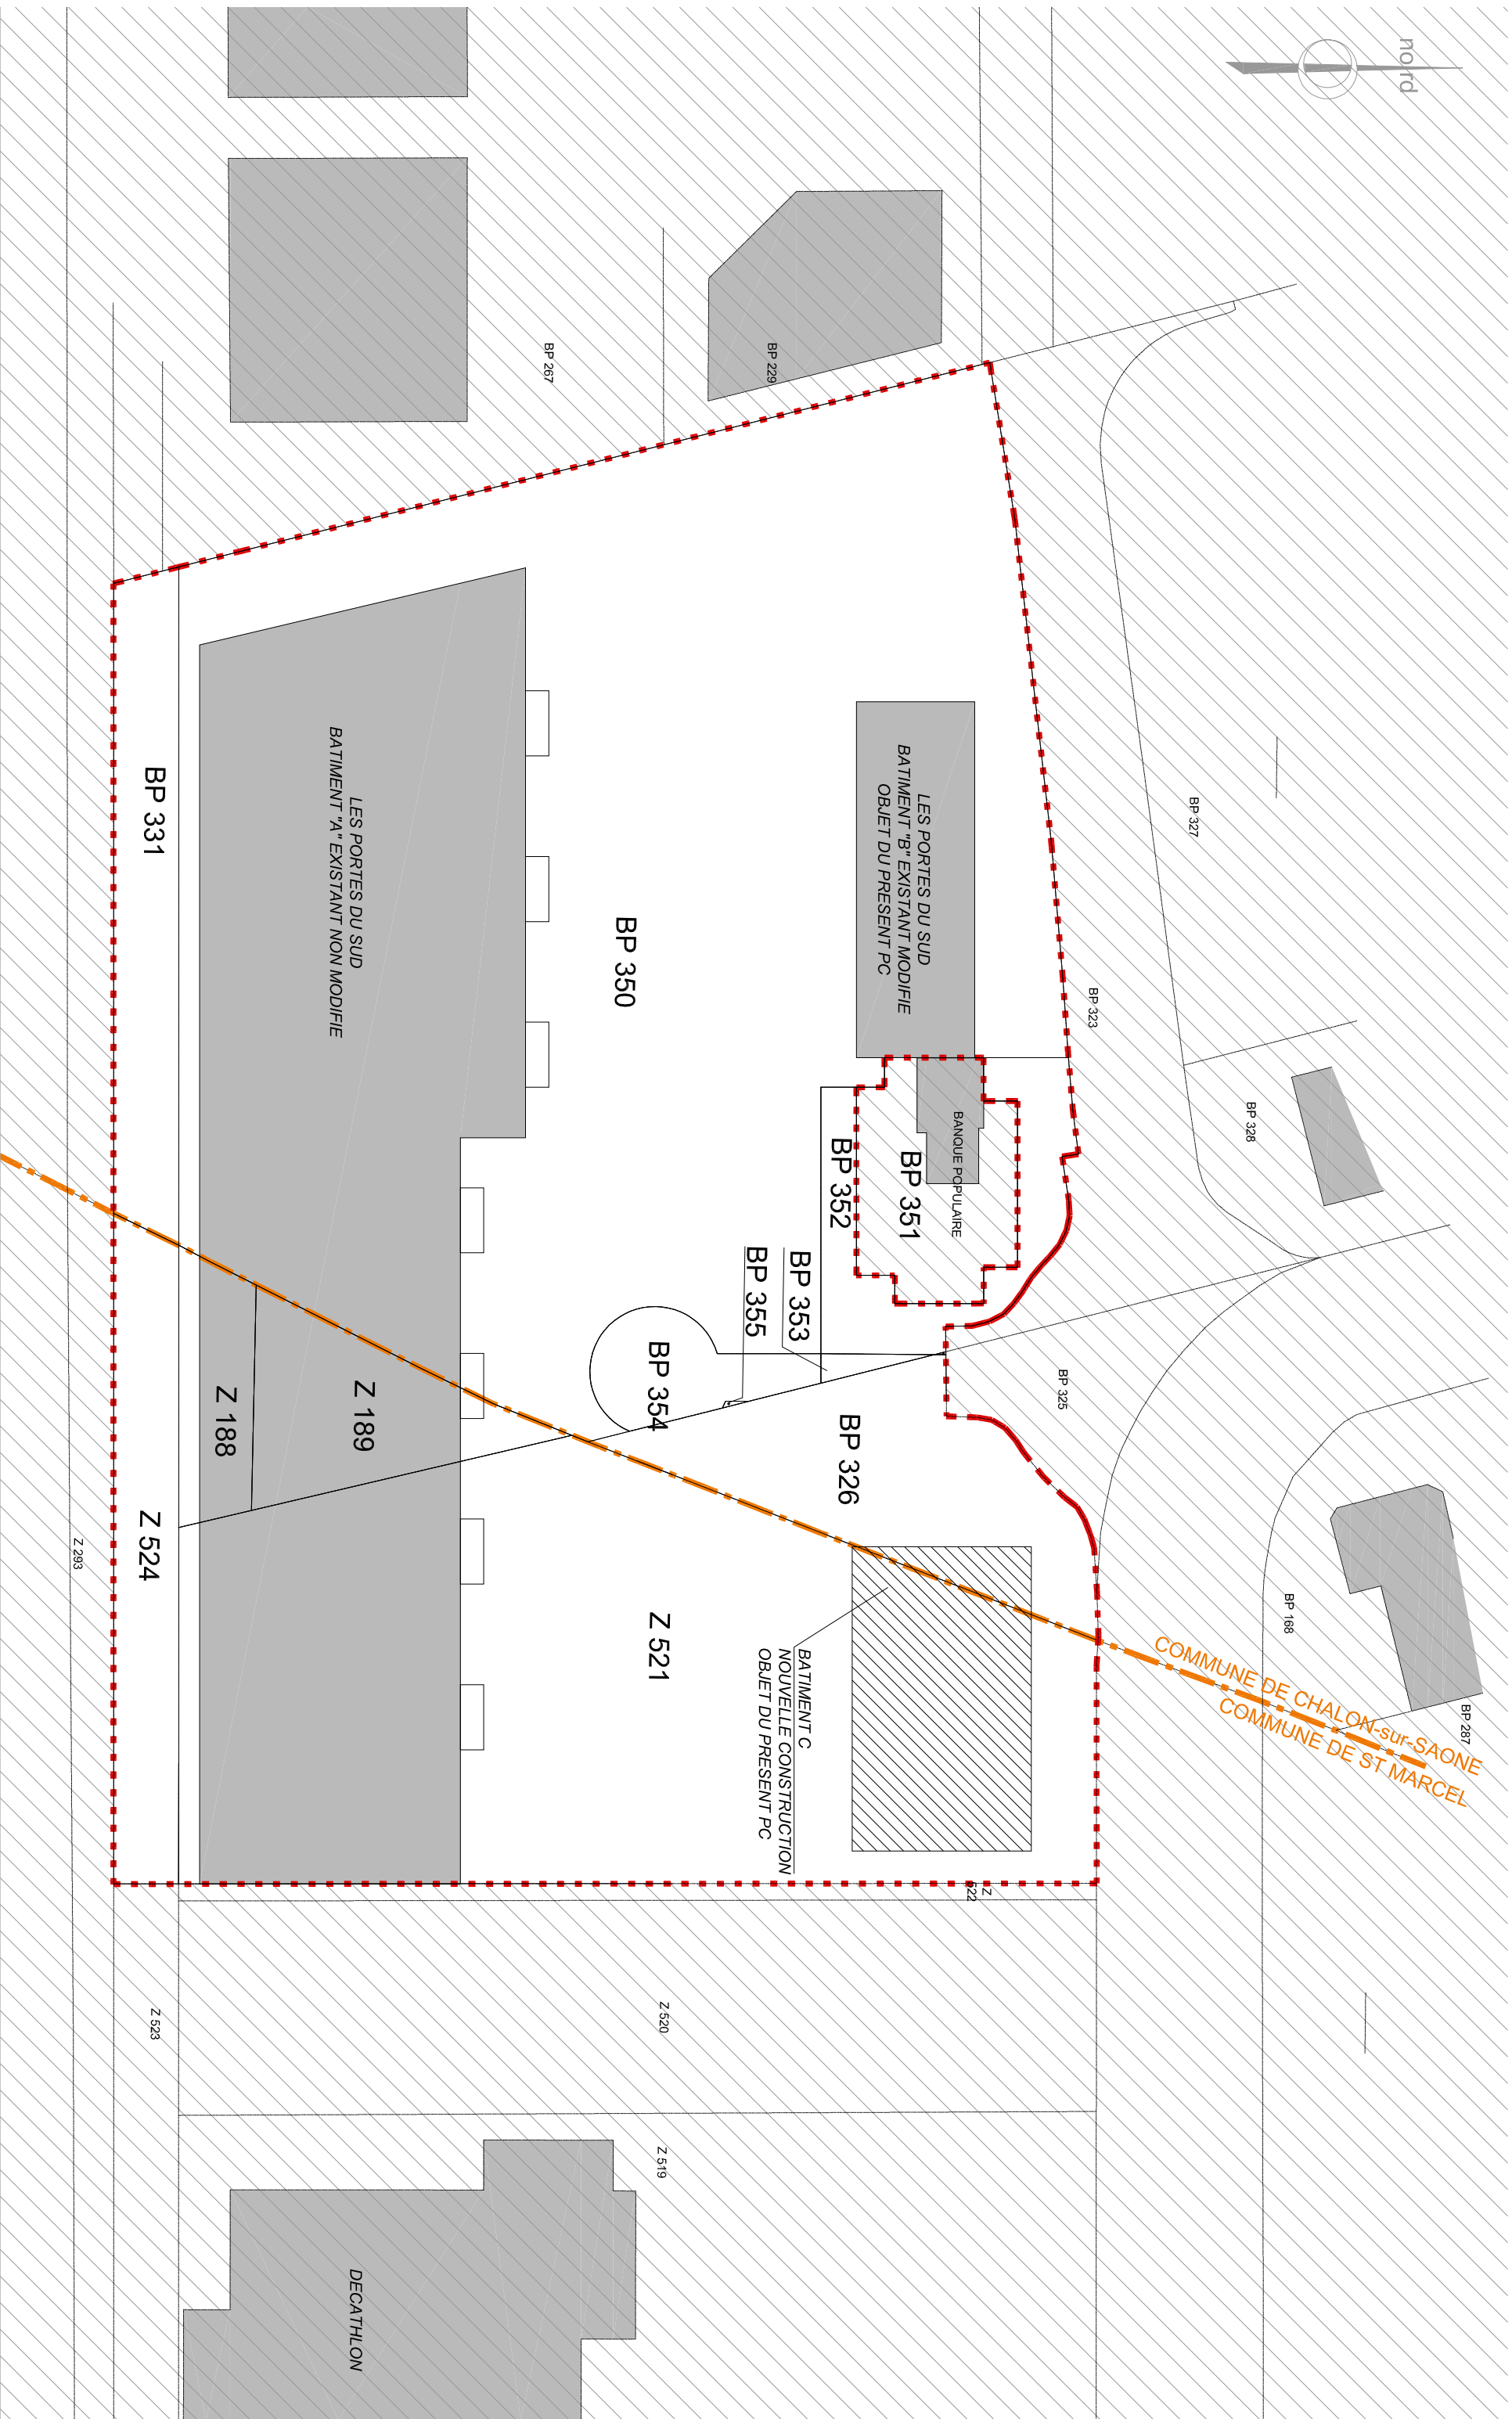 nord
BP 287
BP 168
BP 328
BP 327
COMMUNE DE CHALON-sur-SAONE
COMMUNE DE ST MARCEL
BP 323
BP 325
LES PORTES DU SUD
BATIMENT "B" EXISTANT MODIFIE
OBJET DU PRESENT PC
BANQUE POPULAIRE
BP 351
BP 352
Z
522
BP 229
BP 353
BP 355
BP 326
BATIMENT C
NOUVELLE CONSTRUCTION
OBJET DU PRESENT PC
BP 267
BP 350
BP 354
Z 521
Z 520
Z 519
LES PORTES DU SUD
BATIMENT "A" EXISTANT NON MODIFIE
Z 189
Z 188
DECATHLON
BP 331
Z 524
Z 523
Z 293